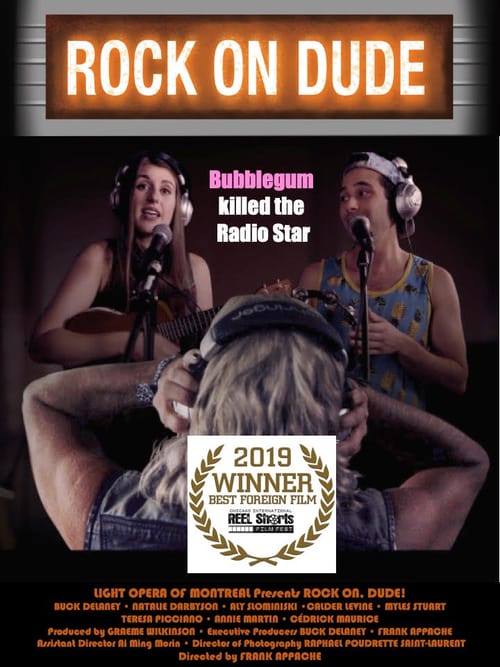 ROCK ON DUDE
Bubblegum
killed the
Radio Star
2019
WINNER
BEST FOREIGN FILM
CHICAGO INTERNATIONAL
REEL Shorts
FILM FEST
LIGHT OPERA OF MONTREAL Presents ROCK ON, DUDE!
BUCK DELANEY • NATALIE DARBYSON • ALY SLOMINISKI • CALDER LEVINE • MYLES STUART
TERESA PICCIANO • ANNIE MARTIN • CÉDRICK MAURICE
Produced by GRAEME WILKINSON • Executive Producers BUCK DELANEY • FRANK APPACHE
Assistant Director Ai Ming Morin • Director of Photography RAPHAEL POUDRETTE SAINT-LAURENT
Directed by FRANK APPACHE